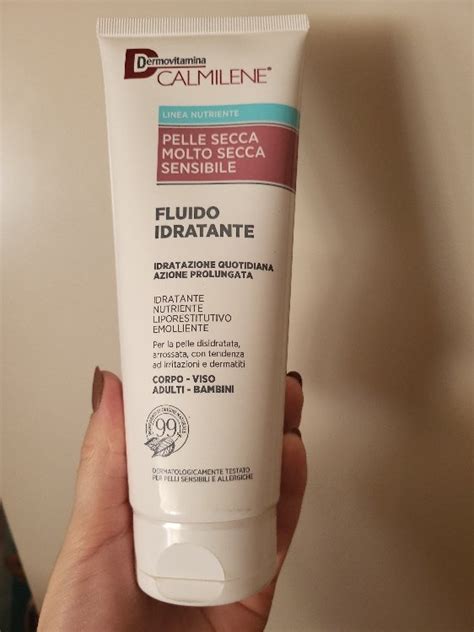 Dermovitamina
CALMILENE®
LINEA NUTRIENTE
PELLE SECCA
MOLTO SECCA
SENSIBILE
FLUIDO
IDRATANTE
IDRATAZIONE QUOTIDIANA
AZIONE PROLUNGATA
IDRATANTE
NUTRIENTE
LIPORESTITUTIVO
EMOLLIENTE
Per la pelle disidratata,
arrossata, con tendenza
ad irritazioni e dermatiti
CORPO - VISO
ADULTI - BAMBINI
99
DERMATOLOGICAMENTE TESTATO
PER PELLI SENSIBILI E ALLERGICHE